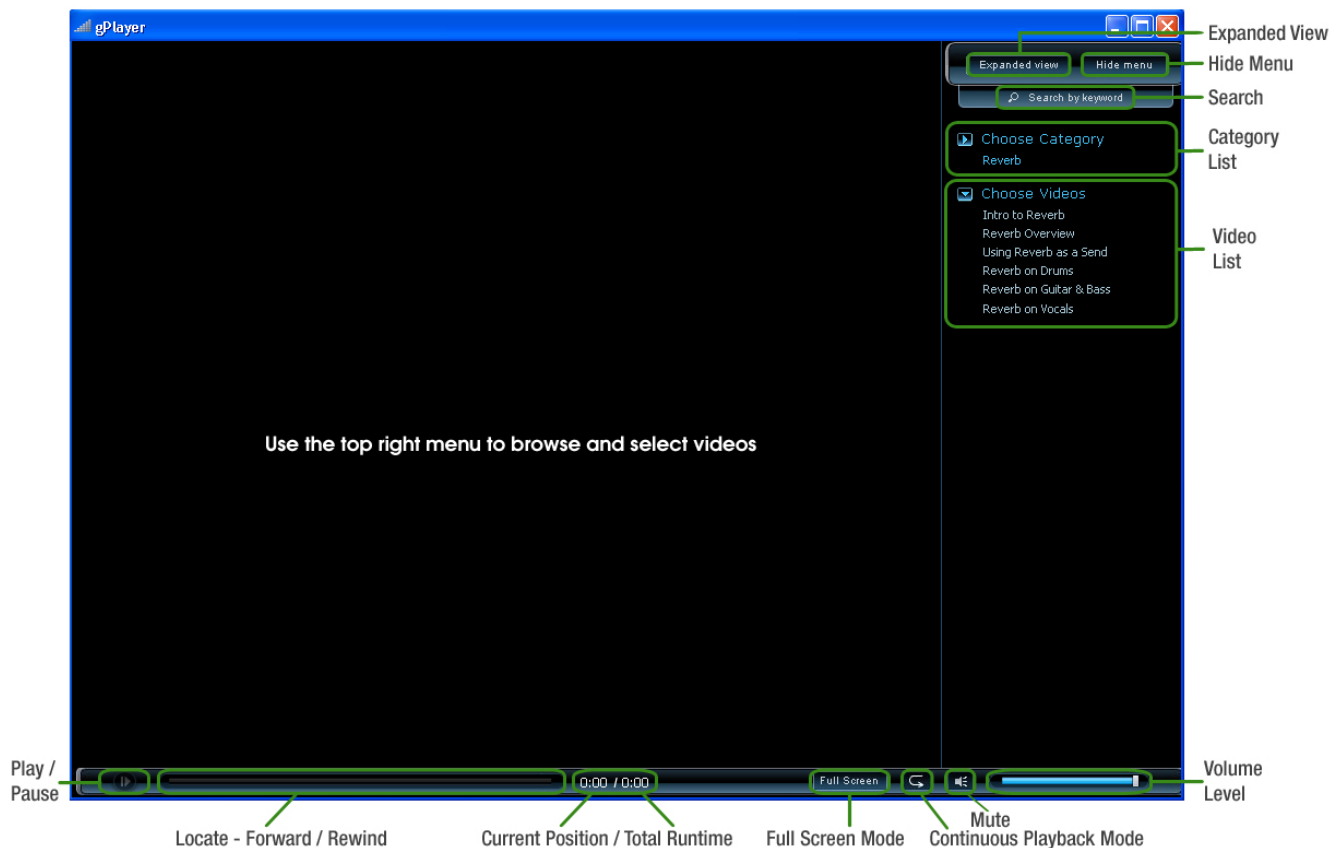 gPlayer
Expanded View
Expanded view
Hide menu
Hide Menu
Search by keyword
Search
Choose Category
Reverb
Category
List
Choose Videos
Intro to Reverb
Reverb Overview
Using Reverb as a Send
Reverb on Drums
Reverb on Guitar & Bass
Reverb on Vocals
Video
List
Use the top right menu to browse and select videos
Play /
Pause
0:00 / 0:00
Full Screen
Volume
Level
Locate - Forward / Rewind
Current Position / Total Runtime
Full Screen Mode
Mute
Continuous Playback Mode